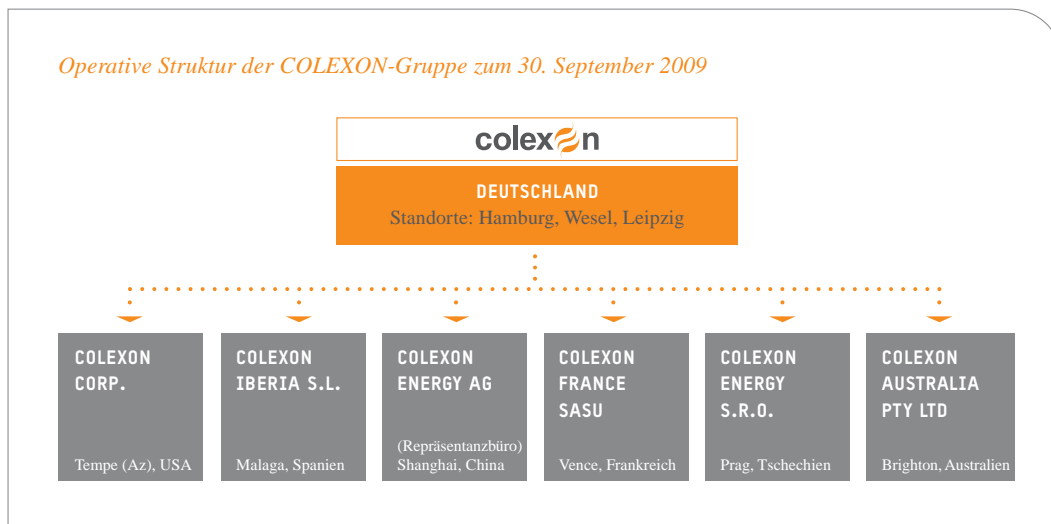 Operative Struktur der COLEXON-Gruppe zum 30. September 2009
colexon
DEUTSCHLAND
Standorte: Hamburg, Wesel, Leipzig
COLEXON
CORP.
Tempe (Az), USA
COLEXON
IBERIA S.L.
Malaga, Spanien
COLEXON
ENERGY AG
(Repräsentanzbüro)
Shanghai, China
COLEXON
FRANCE
SASU
Vence, Frankreich
COLEXON
ENERGY
S.R.O.
Prag, Tschechien
COLEXON
AUSTRALIA
PTY LTD
Brighton, Australien